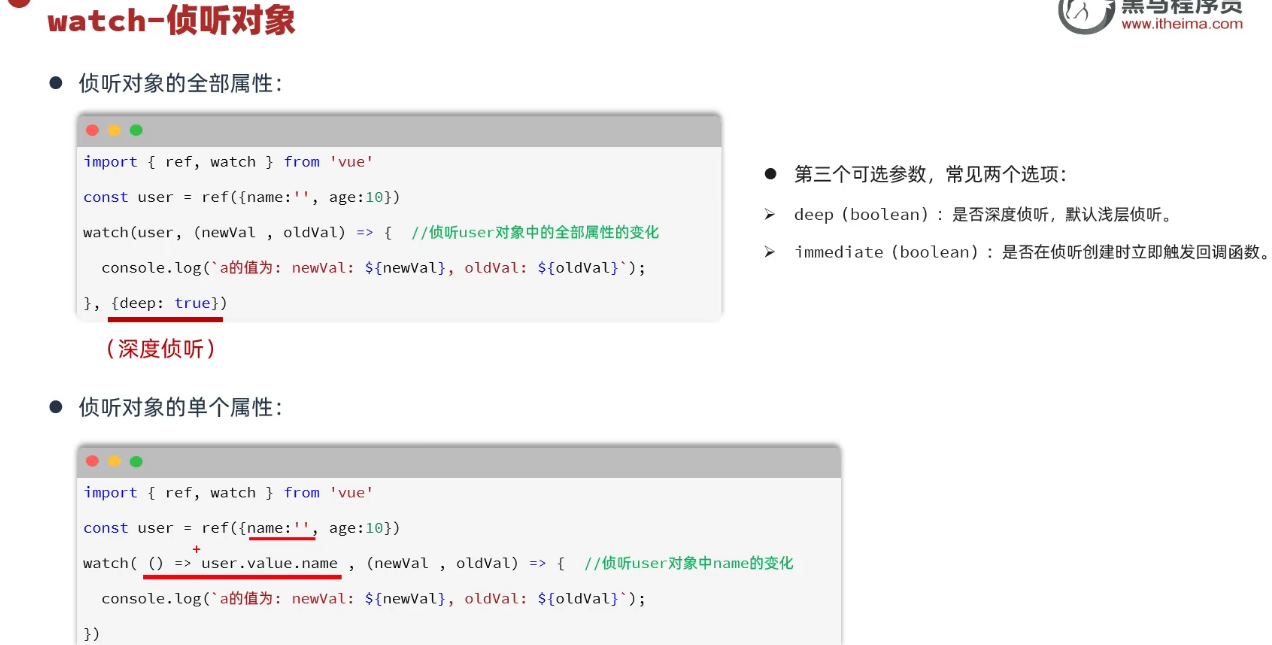 watch-侦听对象
黑马程序员
www.itheima.com
侦听对象的全部属性：
import { ref, watch } from 'vue'
const user = ref({name:'', age:10})
watch(user, (newVal , oldVal) => {  //侦听user对象中的全部属性的变化
console.log(`a的值为: newVal: ${newVal}, oldVal: ${oldVal}`);
}, {deep: true})
（深度侦听）
第三个可选参数，常见两个选项：
deep（boolean）：是否深度侦听，默认浅层侦听。
immediate（boolean）：是否在侦听创建时立即触发回调函数。
侦听对象的单个属性：
import { ref, watch } from 'vue'
const user = ref({name:'', age:10})
watch( () => user.value.name , (newVal , oldVal) => {  //侦听user对象中name的变化
console.log(`a的值为: newVal: ${newVal}, oldVal: ${oldVal}`);
})